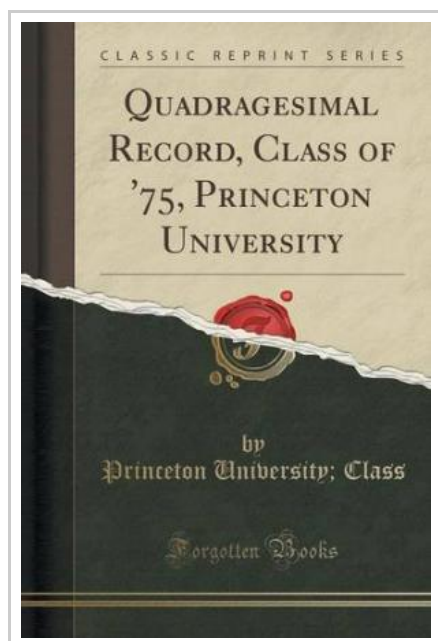 CLASSIC REPRINT SERIES
QUADRAGESIMAL
RECORD, CLASS OF
'75, PRINCETON
UNIVERSITY
by
Princeton University; Class
Forgotten Books